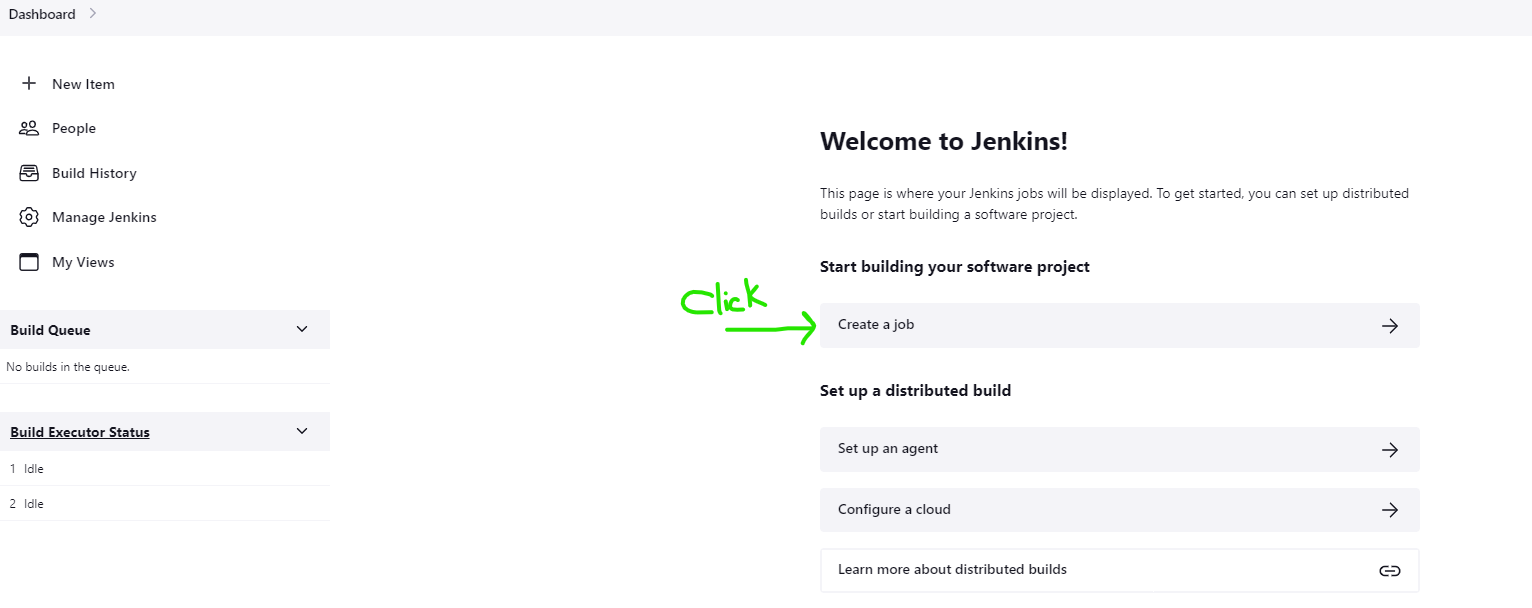 Dashboard
New Item
People
Build History
Manage Jenkins
My Views
Build Queue
No builds in the queue.
Build Executor Status
1 Idle
2 Idle
Welcome to Jenkins!
This page is where your Jenkins jobs will be displayed. To get started, you can set up distributed
builds or start building a software project.
Start building your software project
Click
Create a job
Set up a distributed build
Set up an agent
Configure a cloud
Learn more about distributed builds